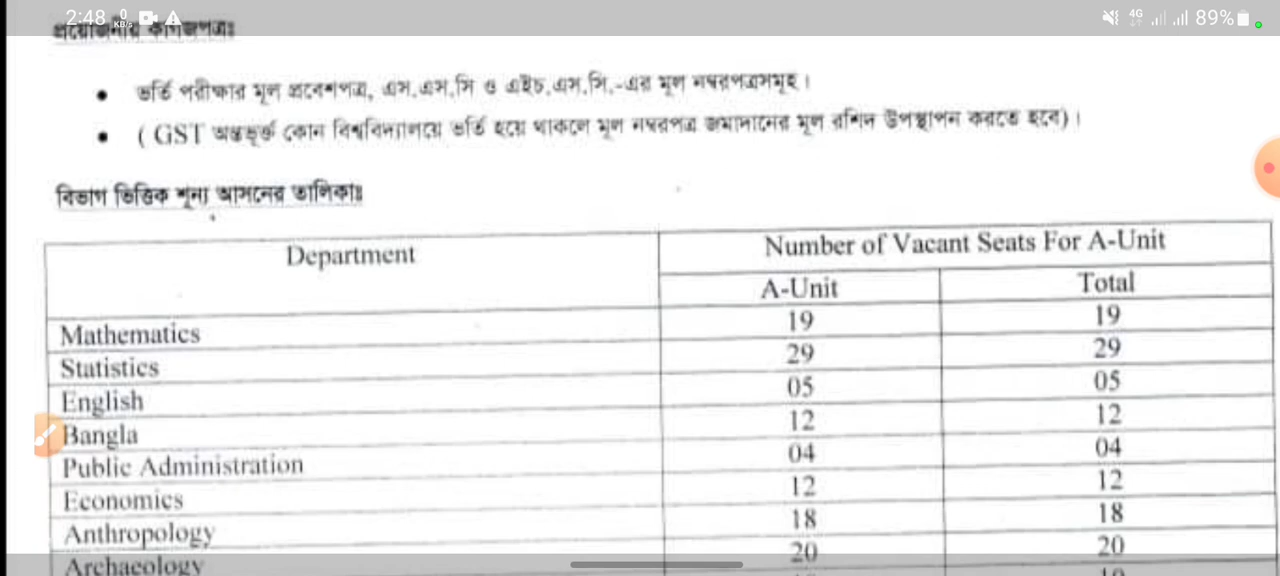 2:48 0 KB/s 4G 89%
প্রয়োজনীয় কাগজপত্রঃ
• ভর্তি পরীক্ষার মূল প্রবেশপত্র, এস.এস.সি ও এইচ.এস.সি.-এর মূল নম্বরপত্রসমূহ।
• ( GST অন্তর্ভূক্ত কোন বিশ্ববিদ্যালয়ে ভর্তি হয়ে থাকলে মূল নম্বরপত্র জমাদানের মূল রশিদ উপস্থাপন করতে হবে)।
বিভাগ ভিত্তিক শূন্য আসনের তালিকাঃ
Department Number of Vacant Seats For A-Unit
A-Unit Total
Mathematics 19 19
Statistics 29 29
English 05 05
Bangla 12 12
Public Administration 04 04
Economics 12 12
Anthropology 18 18
Archaeology 20 20